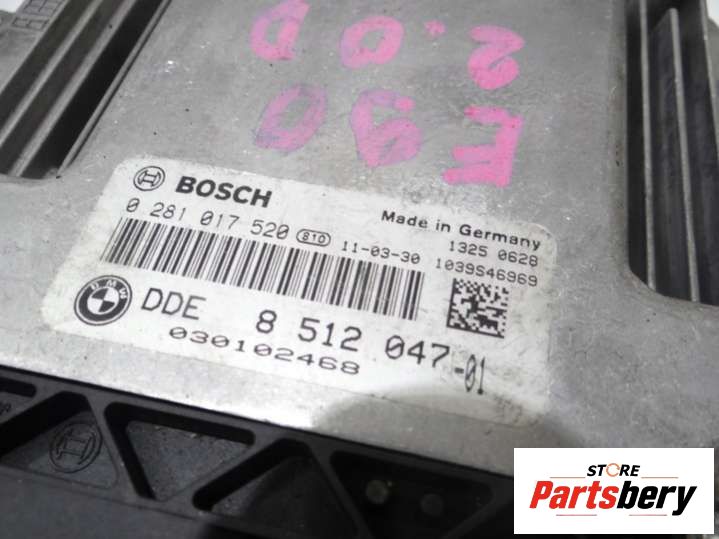 2.0D
E90
BOSCH
0 281 017 520 810 11-03-30
Made in Germany
1325 0628
1039S46969
BMW
DDE 8 512 047-01
030102468
STORE
Partsbery